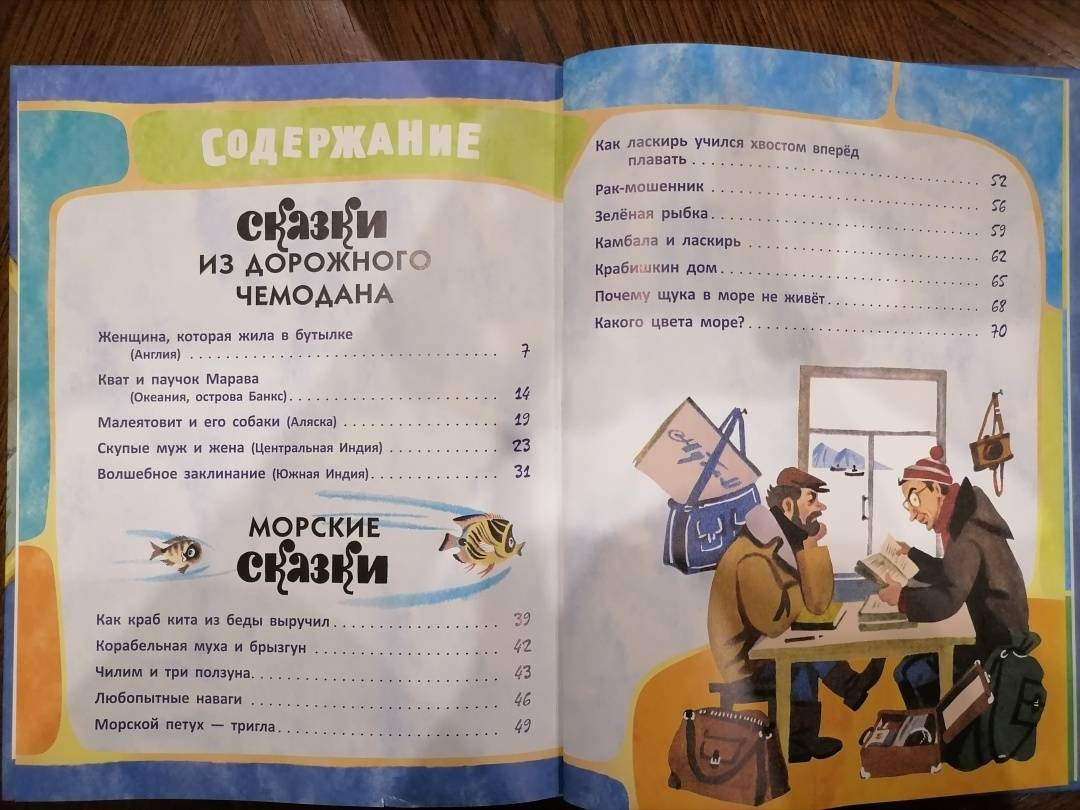 СОДЕРЖАНИЕ
Сказки
ИЗ ДОРОЖНОГО
ЧЕМОДАНА
Женщина, которая жила в бутылке
(Англия) . . . . . . . . . . . . . . . . . . . . 7
Кват и паучок Марава
(Океания, острова Банкс) . . . . . . . . . . . . . . 14
Малеятовит и его собаки (Аляска) . . . . . . . . . . 19
Скупые муж и жена (Центральная Индия) . . . . . . . . 23
Волшебное заклинание (Южная Индия) . . . . . . . . . 31
МОРСКИЕ
Сказки
Как краб кита из беды выручил . . . . . . . . . . . 39
Корабельная муха и брызгун . . . . . . . . . . . . 42
Чилим и три ползуна . . . . . . . . . . . . . . . 43
Любопытные наваги . . . . . . . . . . . . . . . . 46
Морской петух — тригла . . . . . . . . . . . . . . 49
Как ласкирь учился хвостом вперёд
плавать . . . . . . . . . . . . . . . . . . . . 52
Рак-мошенник . . . . . . . . . . . . . . . . . . 56
Зелёная рыбка . . . . . . . . . . . . . . . . . . 59
Камбала и ласкирь . . . . . . . . . . . . . . . . 62
Крабишкин дом . . . . . . . . . . . . . . . . . . 65
Почему щука в море не живёт . . . . . . . . . . . . 68
Какого цвета море? . . . . . . . . . . . . . . . . 70